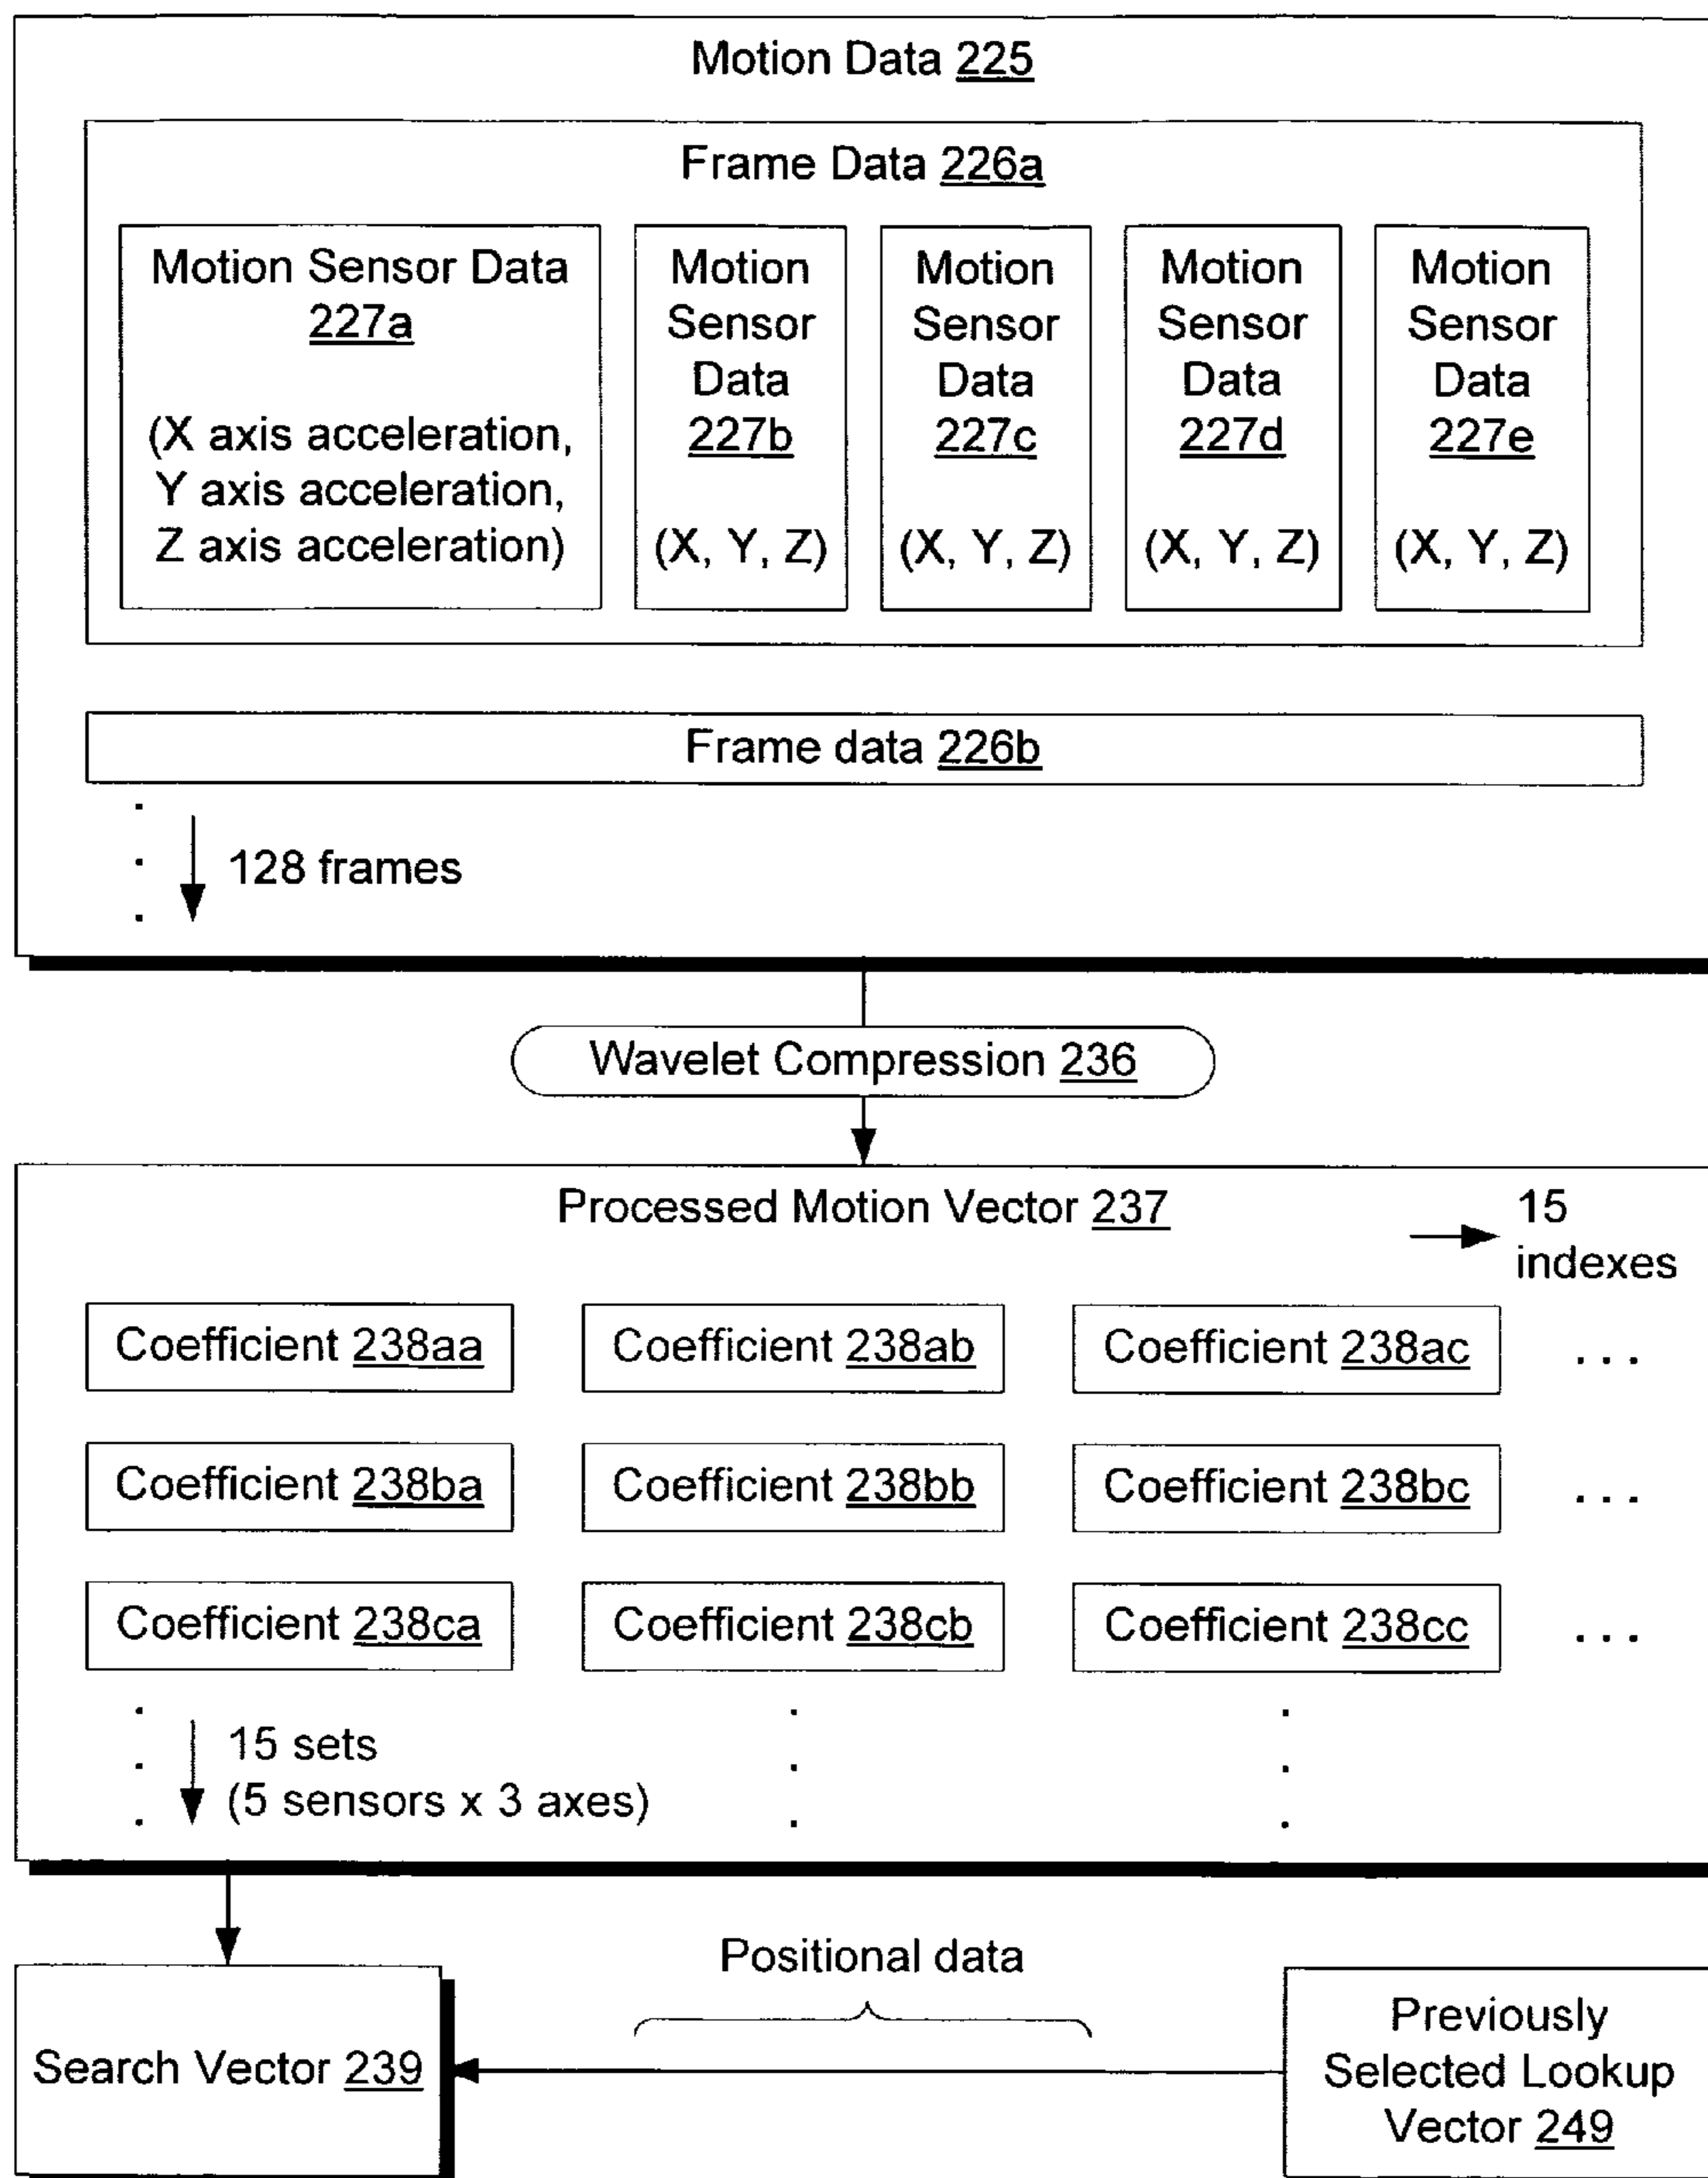 Motion Data 225
Frame Data 226a
Motion Sensor Data
227a
(X axis acceleration,
Y axis acceleration,
Z axis acceleration)
Motion
Sensor
Data
227b
(X, Y, Z)
Motion
Sensor
Data
227c
(X, Y, Z)
Motion
Sensor
Data
227d
(X, Y, Z)
Motion
Sensor
Data
227e
(X, Y, Z)
Frame data 226b
128 frames
Wavelet Compression 236
Processed Motion Vector 237
15
indexes
Coefficient 238aa
Coefficient 238ab
Coefficient 238ac
. . .
Coefficient 238ba
Coefficient 238bb
Coefficient 238bc
. . .
Coefficient 238ca
Coefficient 238cb
Coefficient 238cc
. . .
15 sets
(5 sensors x 3 axes)
Positional data
Search Vector 239
Previously
Selected Lookup
Vector 249